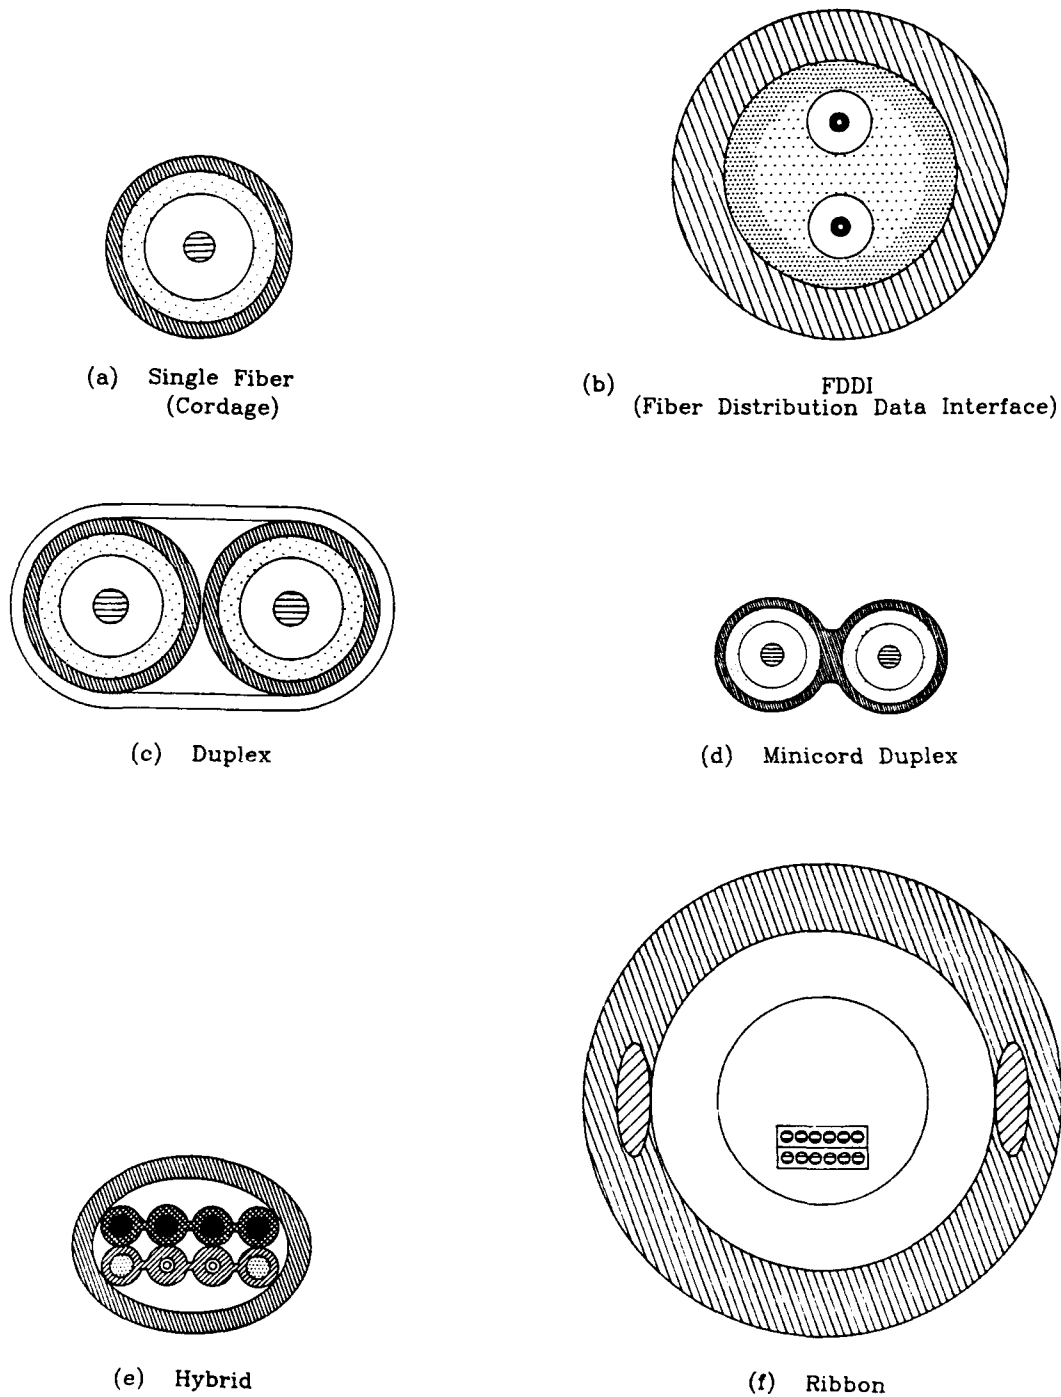 (a) Single Fiber
(Cordage)
(b) FDDI
(Fiber Distribution Data Interface)
(c) Duplex
(d) Minicord Duplex
(e) Hybrid
(f) Ribbon